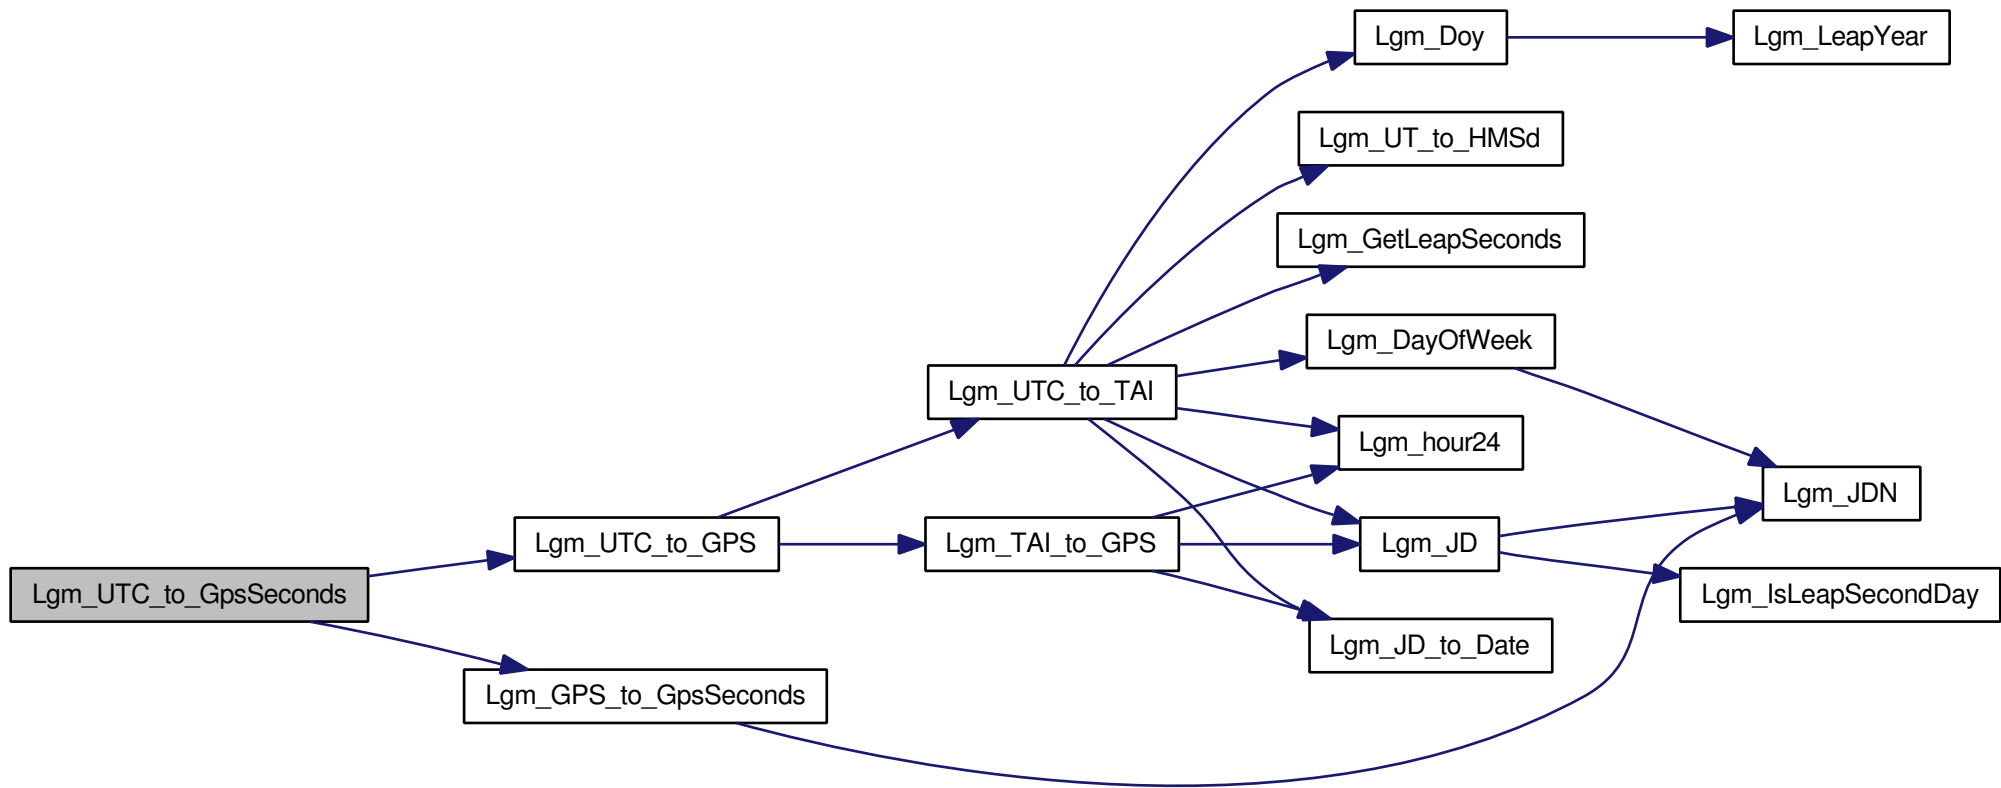 Lgm_Doy
Lgm_LeapYear
Lgm_UT_to_HMSd
Lgm_GetLeapSeconds
Lgm_DayOfWeek
Lgm_UTC_to_TAI
Lgm_hour24
Lgm_JDN
Lgm_UTC_to_GPS
Lgm_TAI_to_GPS
Lgm_JD
Lgm_UTC_to_GpsSeconds
Lgm_IsLeapSecondDay
Lgm_JD_to_Date
Lgm_GPS_to_GpsSeconds